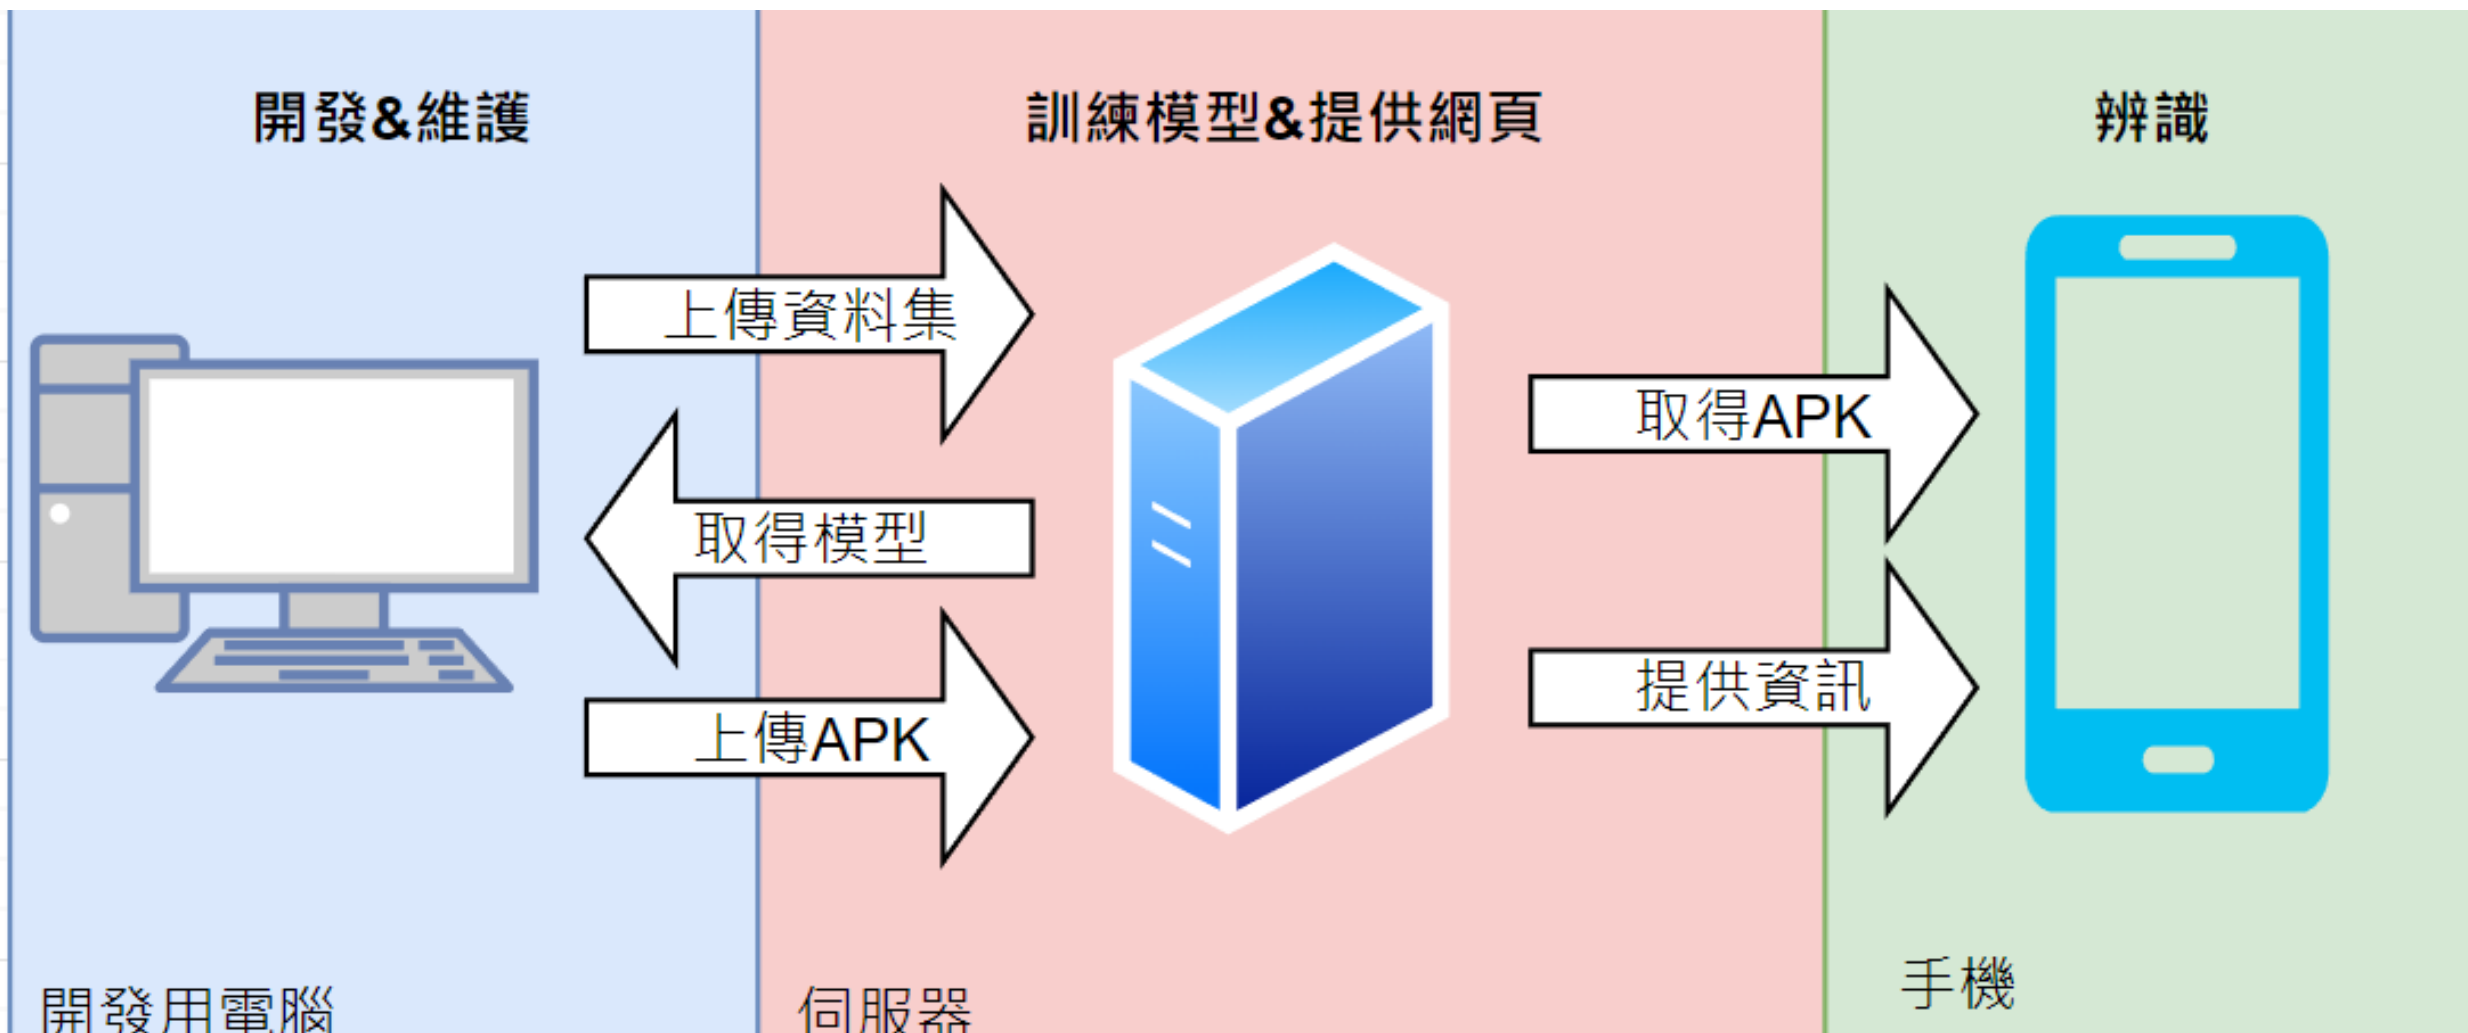 開發&維護
訓練模型&提供網頁
辨識
上傳資料集
取得模型
上傳APK
取得APK
提供資訊
開發用電腦
伺服器
手機